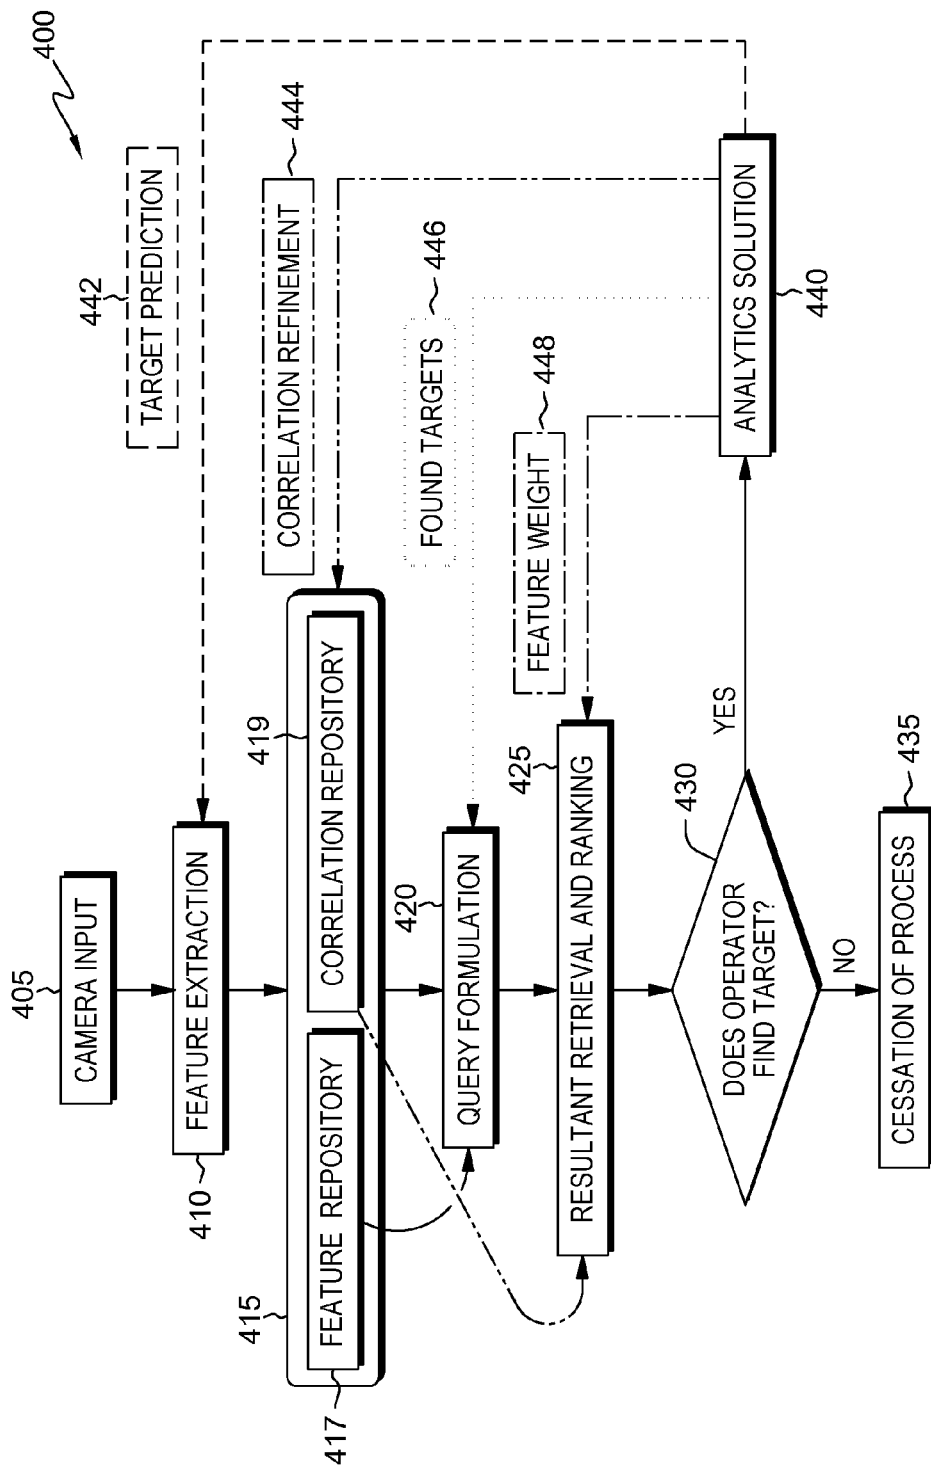 400
405
CAMERA INPUT
FEATURE EXTRACTION
410
415
FEATURE REPOSITORY
417
CORRELATION REPOSITORY
419
420
QUERY FORMULATION
425
RESULTANT RETRIEVAL AND RANKING
430
DOES OPERATOR
FIND TARGET?
NO
YES
CESSATION OF PROCESS
435
ANALYTICS SOLUTION
440
442
TARGET PREDICTION
444
CORRELATION REFINEMENT
446
FOUND TARGETS
448
FEATURE WEIGHT